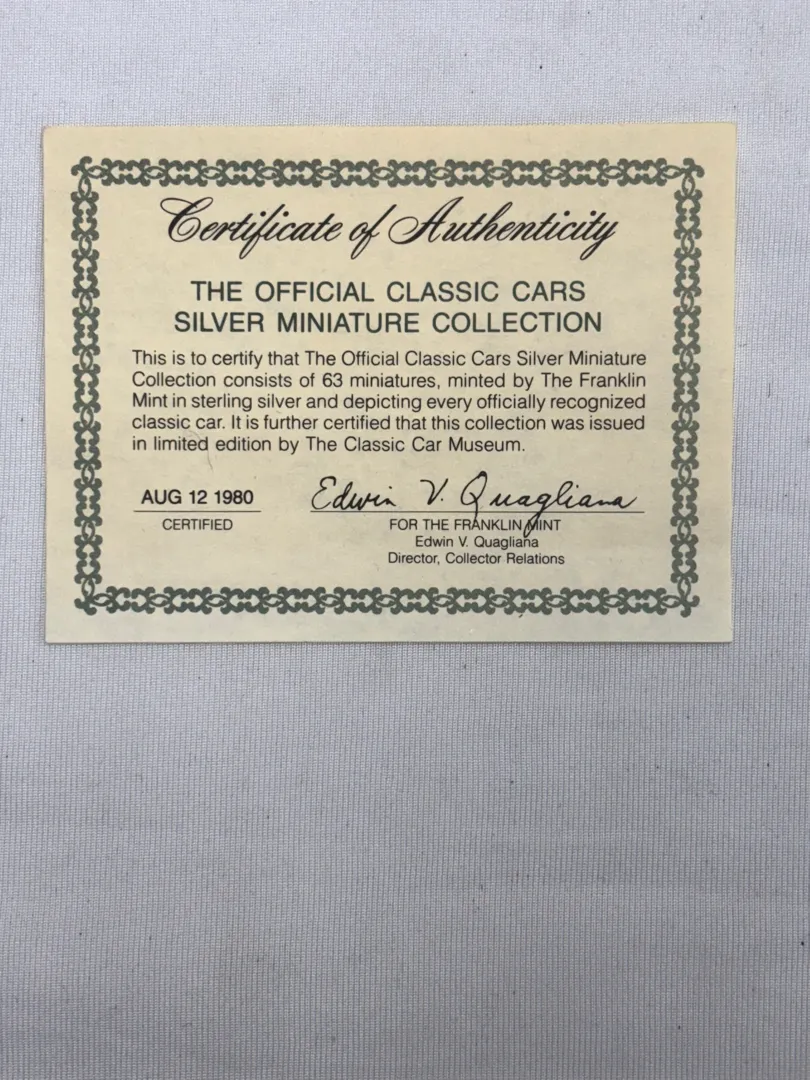 Certificate of Authenticity
THE OFFICIAL CLASSIC CARS
SILVER MINIATURE COLLECTION
This is to certify that The Official Classic Cars Silver Miniature
Collection consists of 63 miniatures, minted by The Franklin
Mint in sterling silver and depicting every officially recognized
classic car. It is further certified that this collection was issued
in limited edition by The Classic Car Museum.
AUG 12 1980
CERTIFIED
Edwin V. Quagliana
FOR THE FRANKLIN MINT
Edwin V. Quagliana
Director, Collector Relations